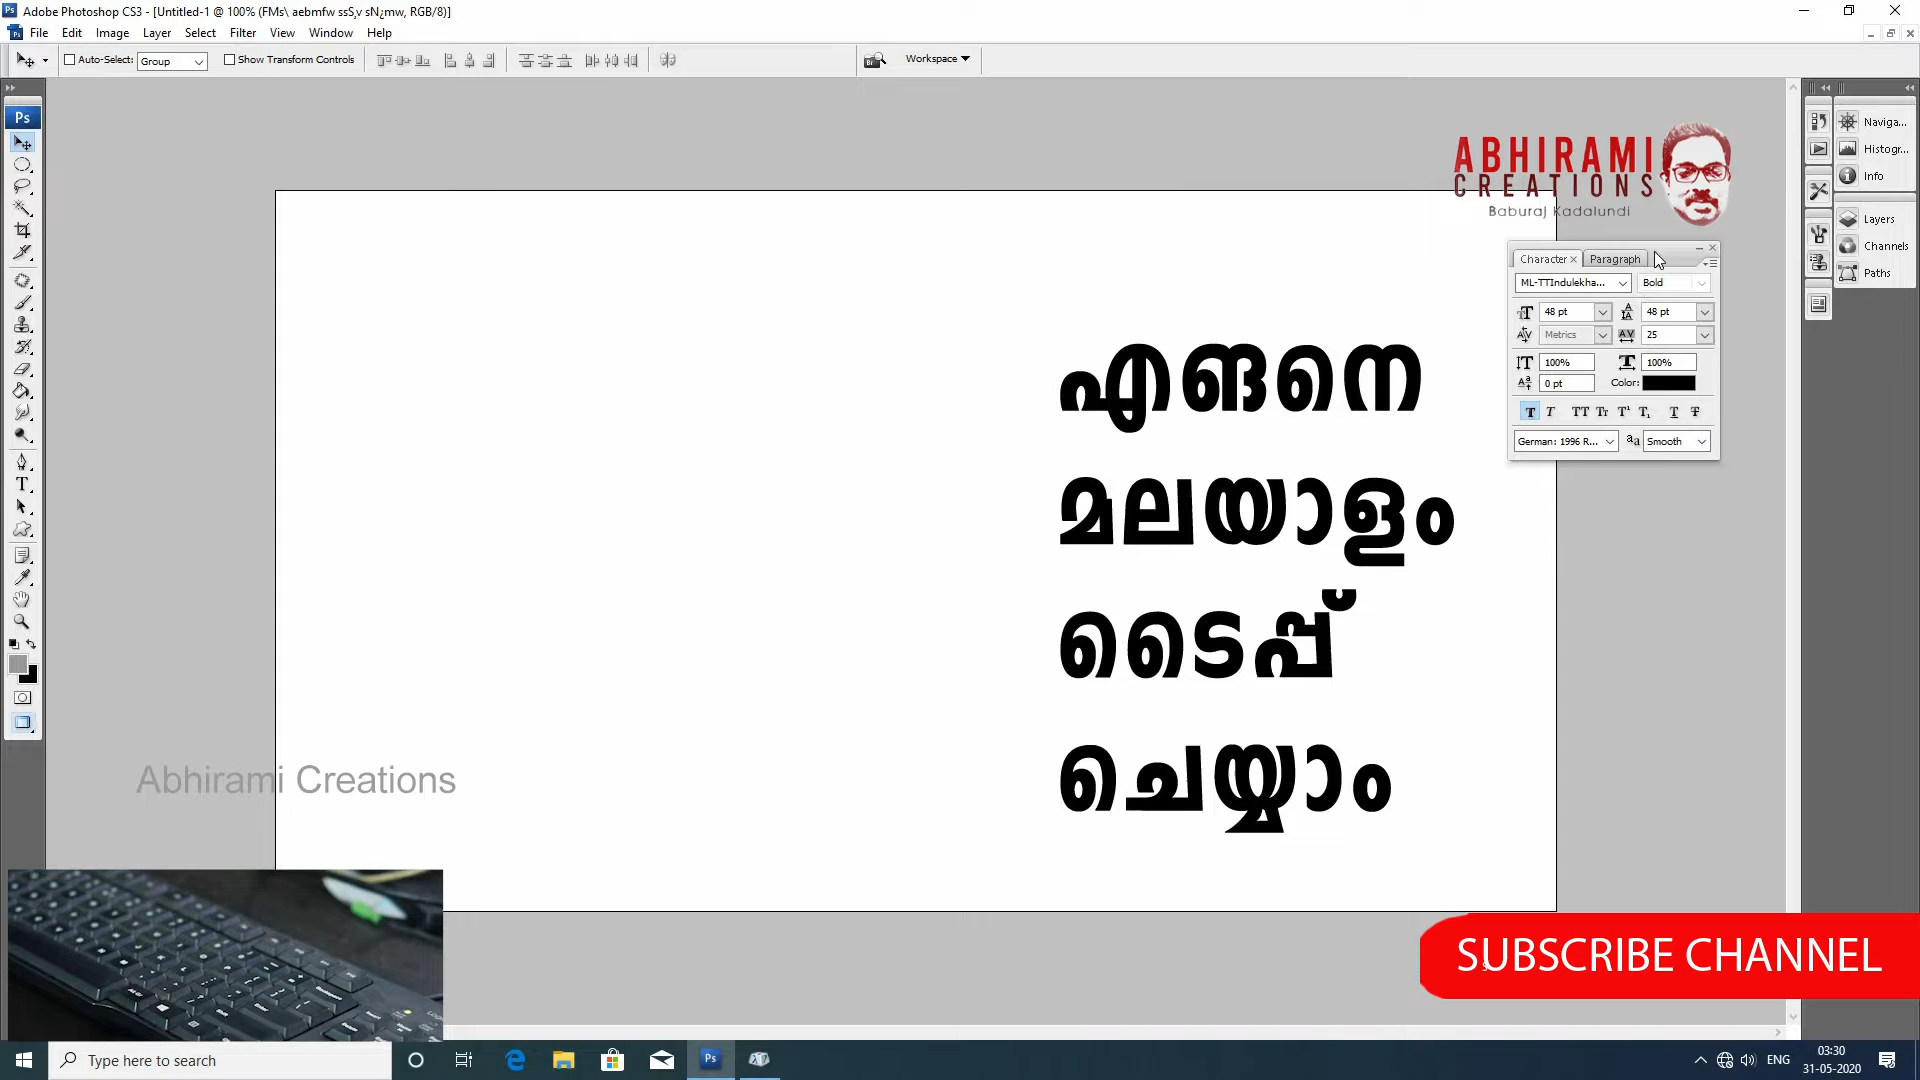 Adobe Photoshop CS3 - [Untitled-1 @ 100% (FMs\ aebmfw ssS,v sN¿mw, RGB/8)]
File Edit Image Layer Select Filter View Window Help
Auto-Select: Group Show Transform Controls Workspace
Ps
ABHIRAMI
CREATIONS
Baburaj Kadalundi
Naviga...
Histogr...
Info
Layers
Channels
Paths
Character Paragraph
ML-TTIndulekha... Bold
48 pt 48 pt
Metrics 25
100% 100%
0 pt Color:
German: 1996 R... Smooth
എങനെ
മലയാളം
ടൈപ്പ്
ചെയ്യാം
Abhirami Creations
SUBSCRIBE CHANNEL
Type here to search
ENG
03:30
31-05-2020